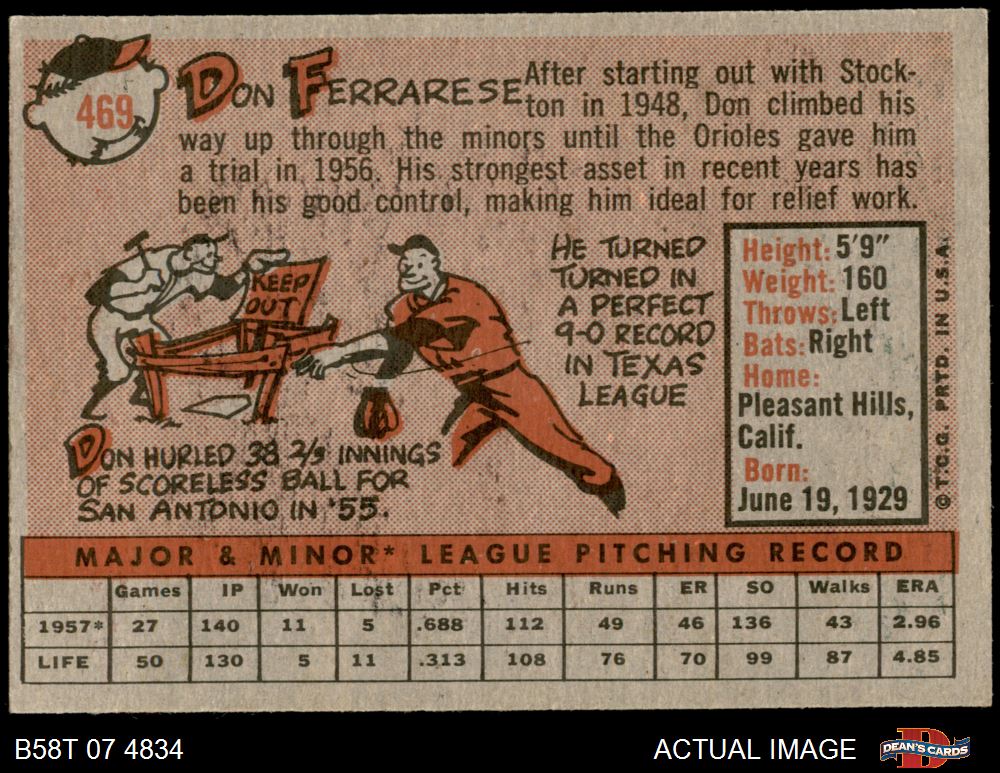 469
DON FERRARESE After starting out with Stock-
ton in 1948, Don climbed his
way up through the minors until the Orioles gave him
a trial in 1956. His strongest asset in recent years has
been his good control, making him ideal for relief work.
KEEP
OUT
HE TURNED
TURNED IN
A PERFECT
9-0 RECORD
IN TEXAS
LEAGUE
DON HURLED 38 2/3 INNINGS
OF SCORELESS BALL FOR
SAN ANTONIO IN '55.
Height: 5'9"
Weight: 160
Throws: Left
Bats: Right
Home:
Pleasant Hills,
Calif.
Born:
June 19, 1929
© T.C.G. PRTD. IN U.S.A.
MAJOR & MINOR* LEAGUE PITCHING RECORD
Games IP Won Lost Pct Hits Runs ER SO Walks ERA
1957* 27 140 11 5 .688 112 49 46 136 43 2.96
LIFE 50 130 5 11 .313 108 76 70 99 87 4.85
B58T 07 4834 ACTUAL IMAGE DEAN'S CARDS